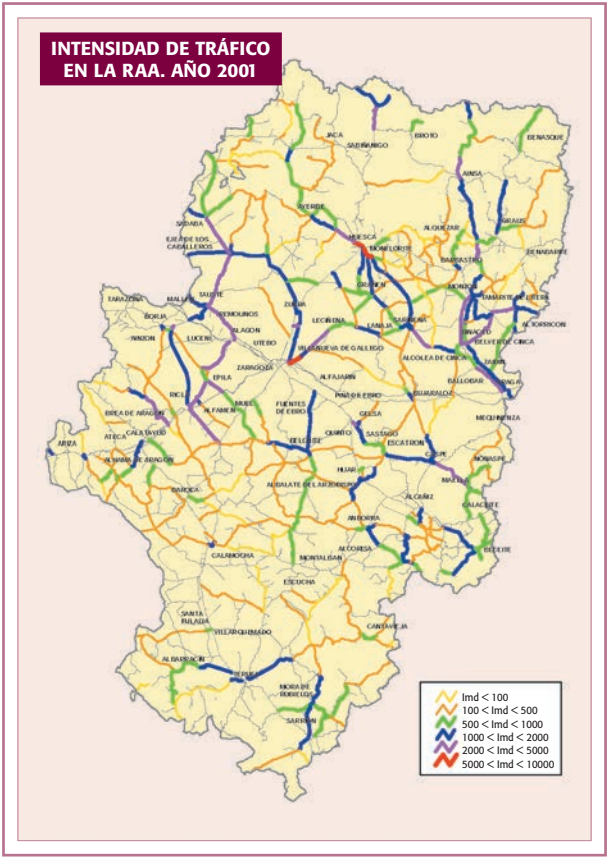 INTENSIDAD DE TRÁFICO
EN LA RAA. AÑO 2001
JACA
SABIÑANIGO
BROTO
BENASQUE
AINSA
AYERBE
GRAUS
SADABA
HUESCA
ALQUEZAR
EJEA DE LOS
CABALLEROS
MONFLORITE
BENABARRE
BARBASTRO
GRAÑEN
MONZON
TARAZONA
MALLEN
TAUSTE
ZUERA
TAMARITE DE LITERA
BORJA
REMOLINOS
LECIÑENA
LANAJA
SARIÑENA
ALTORRICON
AINZON
LUCENI
ALAGON
UTEBO
VILLANUEVA DE GALLEGO
BINACED
BELVER DE CINCA
ALCOLEA DE CINCA
ZAIDIN
ZARAGOZA
EPILA
ALFAJARIN
BALLOBAR
FRAGA
RICLA
PINA DE EBRO
BUJARALOZ
ALFAMEN
MUEL
FUENTES
DE EBRO
BREA DE ARAGON
GELSA
MEQUINENZA
ATECA
CALATAYUD
QUINTO
SASTAGO
ARIZA
BELCHITE
ESCATRON
CASPE
ALHAMA DE ARAGON
HIJAR
NONASPE
MAELLA
DAROCA
ALBALATE DEL ARZOBISPO
ALCAÑIZ
CALACEITE
ANDORRA
CALAMOCHA
ALCORISA
BECEITE
MONTALBAN
ESCUCHA
SANTA
EULALIA
VILLARQUEMADO
CANTAVIEJA
ALBARRACIN
TERUEL
MORA DE
RUBIELOS
SARRION
Imd < 100
100 < Imd < 500
500 < Imd < 1000
1000 < Imd < 2000
2000 < Imd < 5000
5000 < Imd < 10000